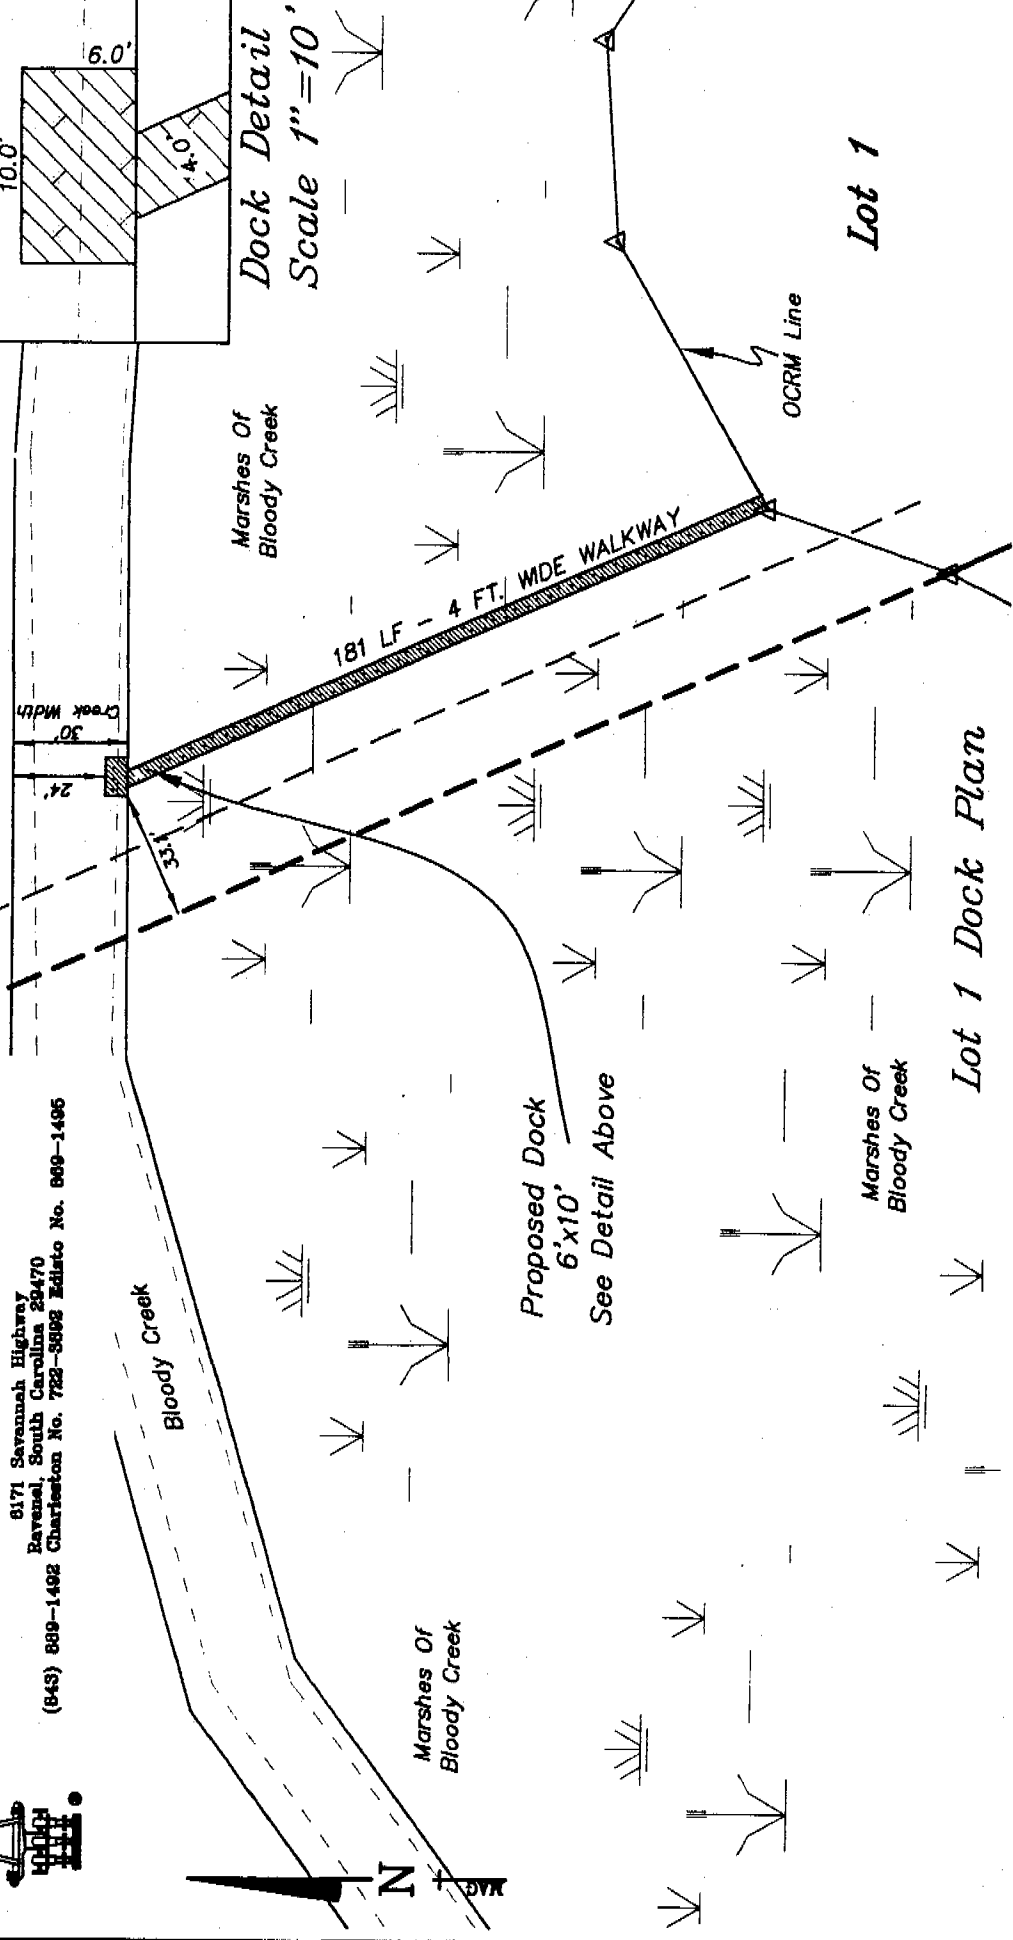 6171 Savannah Highway
Ravenel, South Carolina 29470
(843) 889-1492 Charleston No. 722-3892 Edisto No. 869-1495
10.0'
6.0'
4.0'
Dock Detail
Scale 1"=10'
Marshes Of
Bloody Creek
Creek Width
30'
24'
33.1'
181 LF - 4 FT. WIDE WALKWAY
OCRM Line
Lot 1
Bloody Creek
Proposed Dock
6'x10'
See Detail Above
Marshes Of
Bloody Creek
Marshes Of
Bloody Creek
Lot 1 Dock Plan
N
MAG